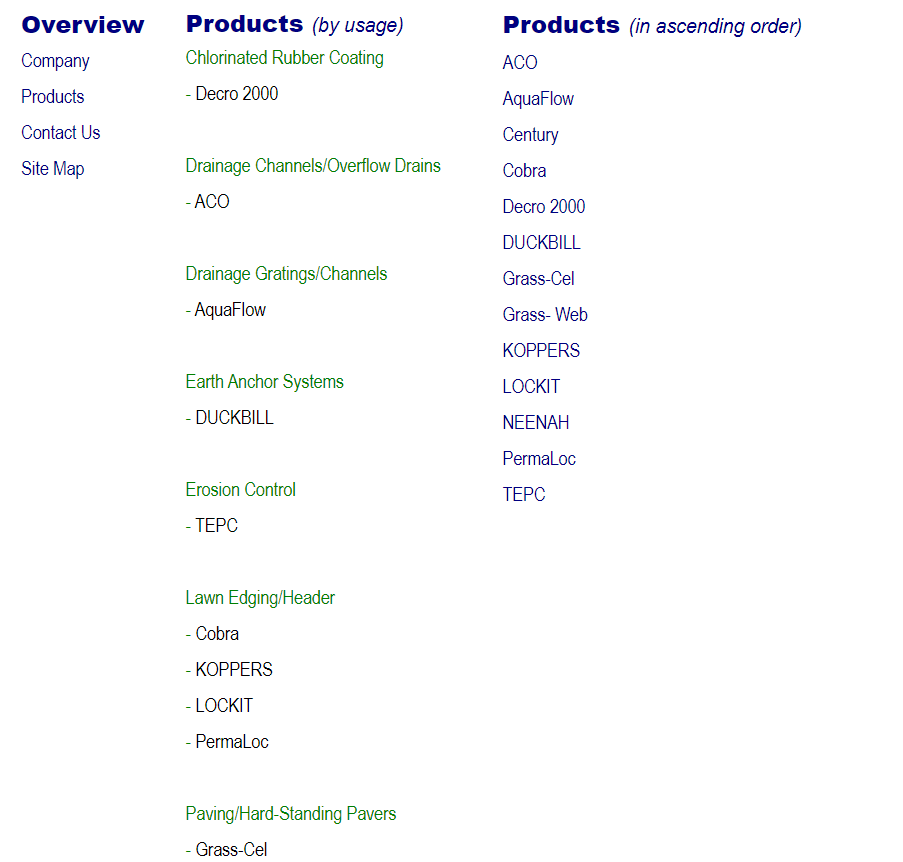 Overview
Company
Products
Contact Us
Site Map
Products (by usage)
Chlorinated Rubber Coating
- Decro 2000
Drainage Channels/Overflow Drains
- ACO
Drainage Gratings/Channels
- AquaFlow
Earth Anchor Systems
- DUCKBILL
Erosion Control
- TEPC
Lawn Edging/Header
- Cobra
- KOPPERS
- LOCKIT
- PermaLoc
Paving/Hard-Standing Pavers
- Grass-Cel
Products (in ascending order)
ACO
AquaFlow
Century
Cobra
Decro 2000
DUCKBILL
Grass-Cel
Grass- Web
KOPPERS
LOCKIT
NEENAH
PermaLoc
TEPC